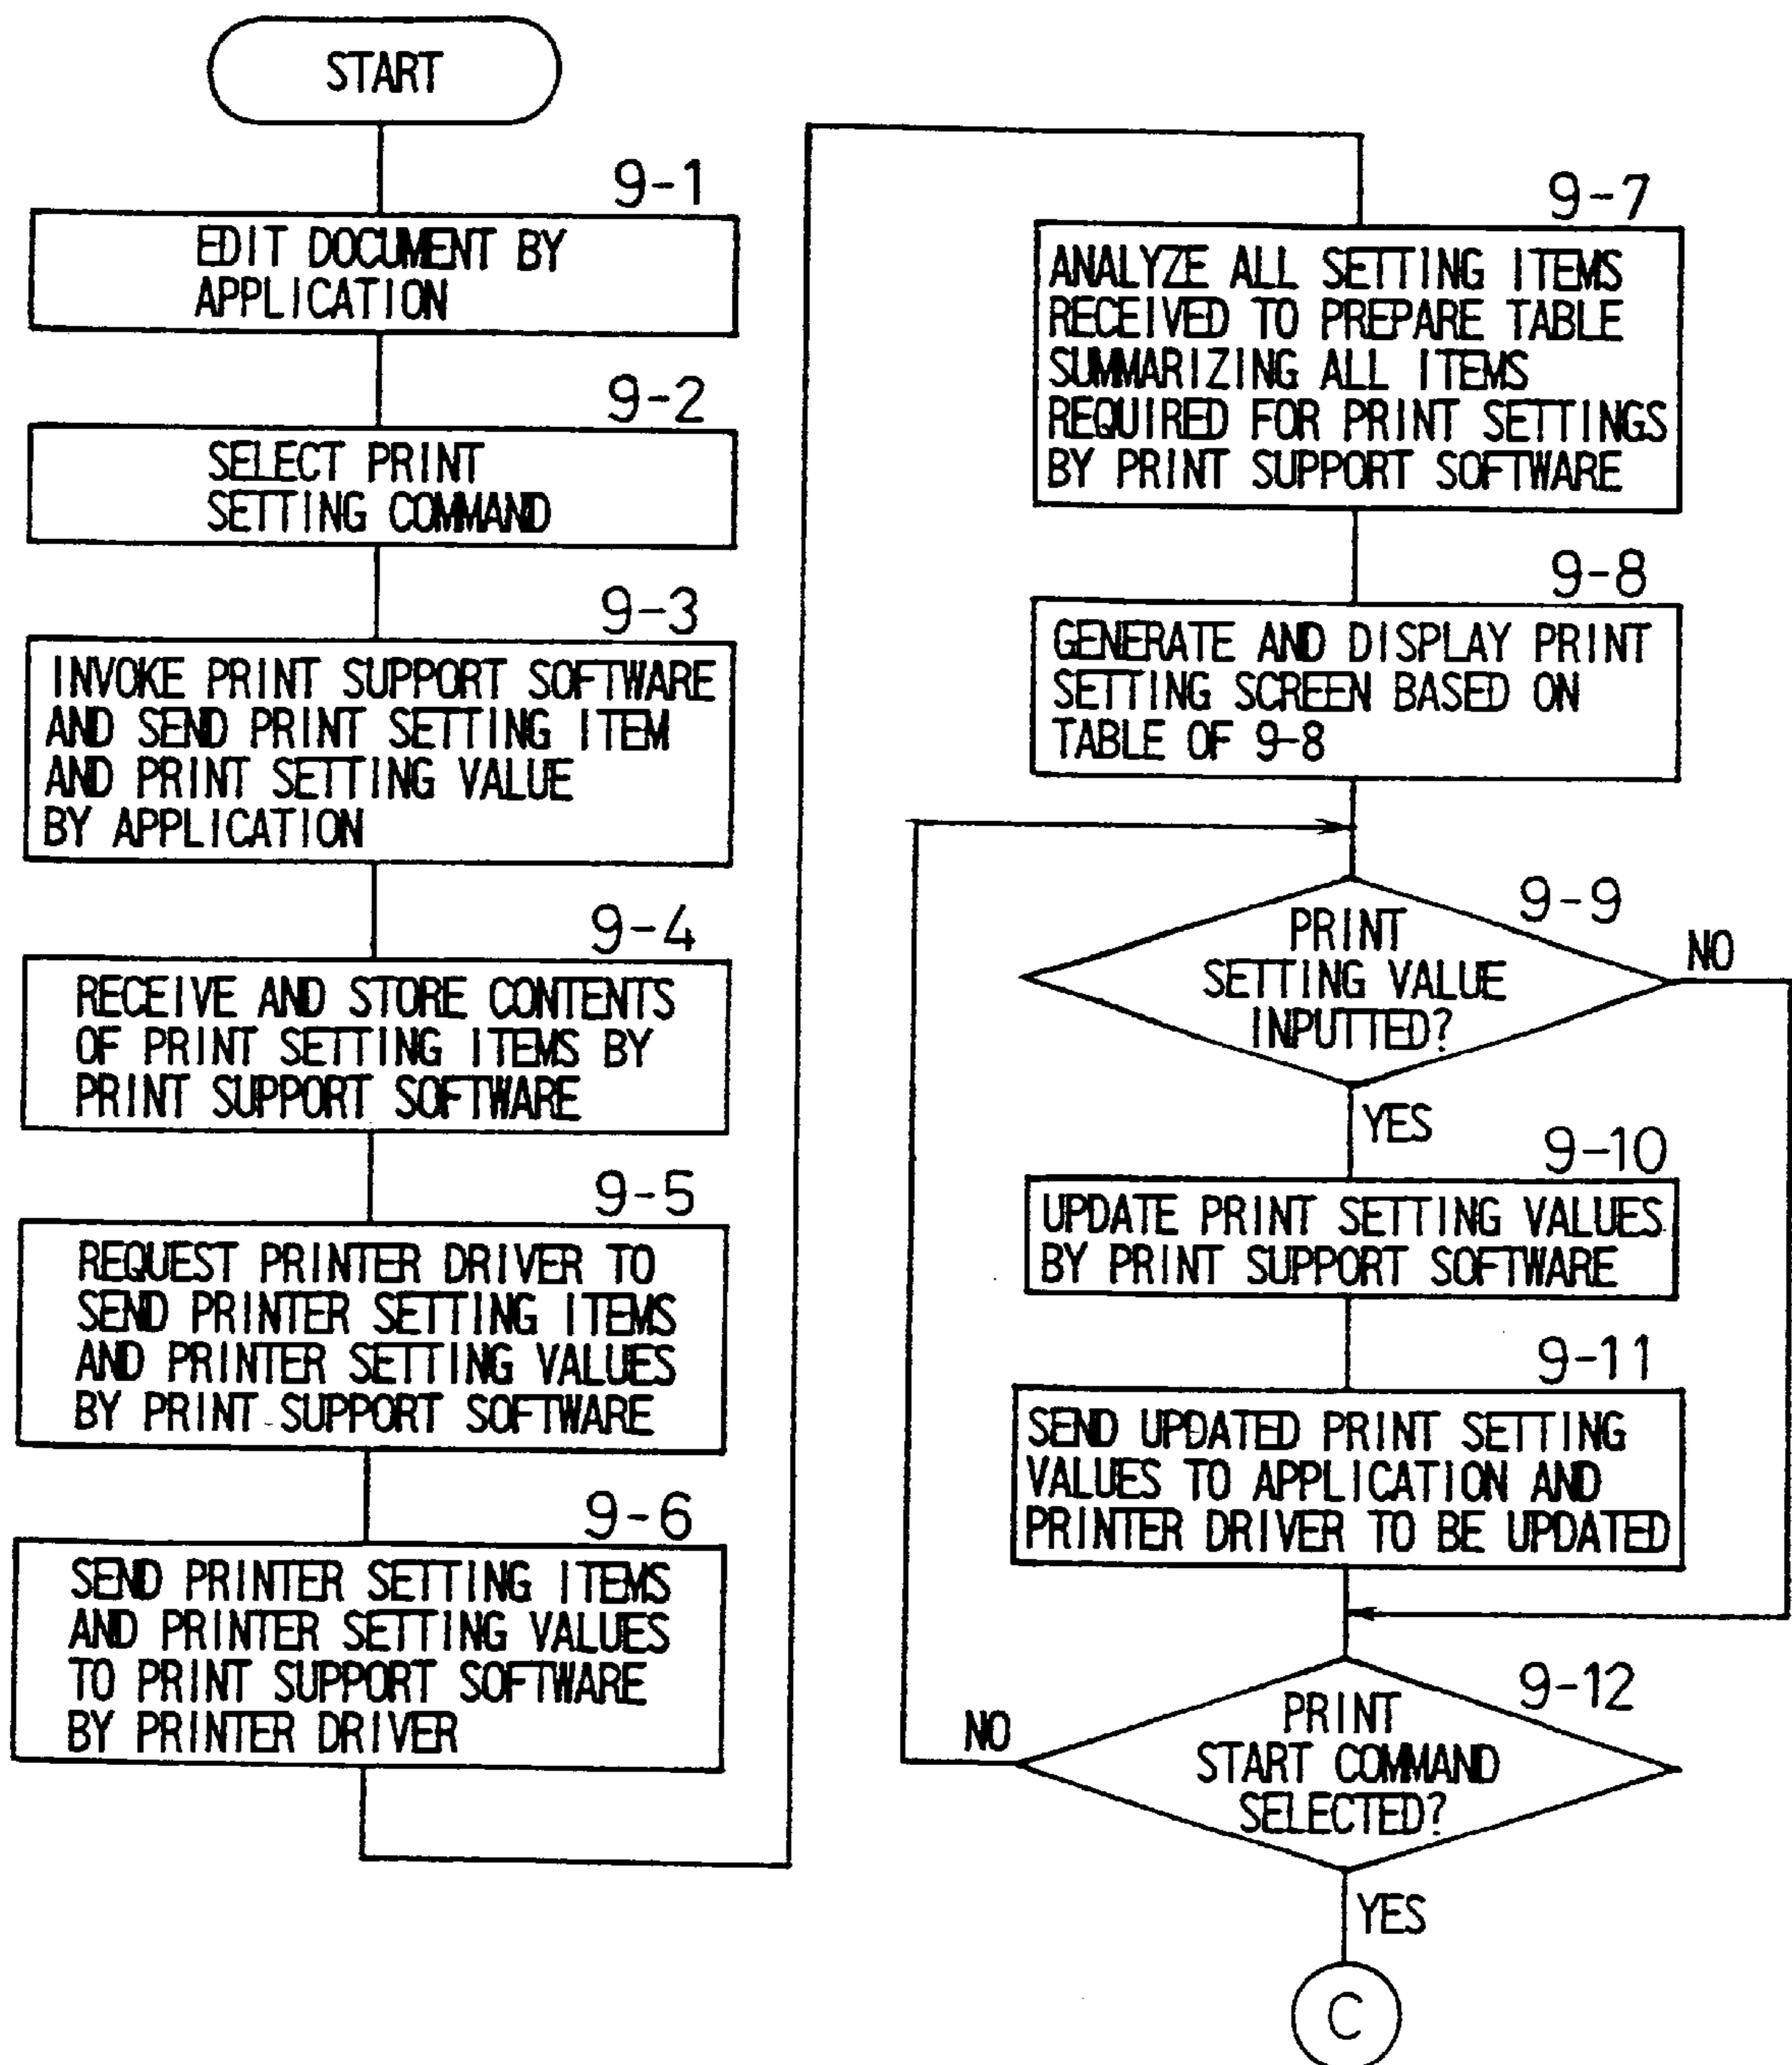 START
9-1
EDIT DOCUMENT BY
APPLICATION
9-2
SELECT PRINT
SETTING COMMAND
9-3
INVOKE PRINT SUPPORT SOFTWARE
AND SEND PRINT SETTING ITEM
AND PRINT SETTING VALUE
BY APPLICATION
9-4
RECEIVE AND STORE CONTENTS
OF PRINT SETTING ITEMS BY
PRINT SUPPORT SOFTWARE
9-5
REQUEST PRINTER DRIVER TO
SEND PRINTER SETTING ITEMS
AND PRINTER SETTING VALUES
BY PRINT SUPPORT SOFTWARE
9-6
SEND PRINTER SETTING ITEMS
AND PRINTER SETTING VALUES
TO PRINT SUPPORT SOFTWARE
BY PRINTER DRIVER
9-7
ANALYZE ALL SETTING ITEMS
RECEIVED TO PREPARE TABLE
SUMMARIZING ALL ITEMS
REQUIRED FOR PRINT SETTINGS
BY PRINT SUPPORT SOFTWARE
9-8
GENERATE AND DISPLAY PRINT
SETTING SCREEN BASED ON
TABLE OF 9-8
9-9
PRINT
SETTING VALUE
INPUTTED?
NO
YES
9-10
UPDATE PRINT SETTING VALUES
BY PRINT SUPPORT SOFTWARE
9-11
SEND UPDATED PRINT SETTING
VALUES TO APPLICATION AND
PRINTER DRIVER TO BE UPDATED
9-12
PRINT
START COMMAND
SELECTED?
NO
YES
C